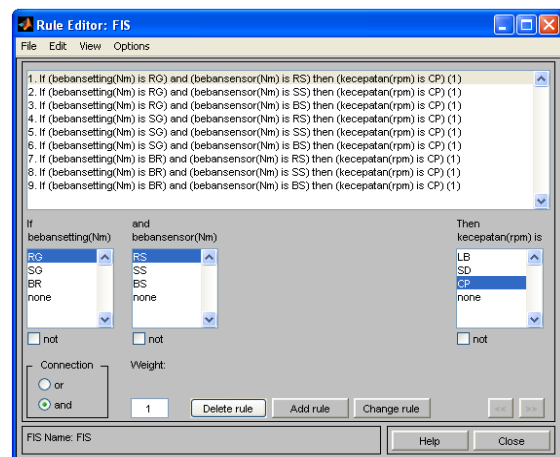 Rule Editor: FIS
File Edit View Options
1. If (bebansetting(Nm) is RG) and (bebansensor(Nm) is RS) then (kecepatan(rpm) is CP) (1)
2. If (bebansetting(Nm) is RG) and (bebansensor(Nm) is SS) then (kecepatan(rpm) is CP) (1)
3. If (bebansetting(Nm) is RG) and (bebansensor(Nm) is BS) then (kecepatan(rpm) is CP) (1)
4. If (bebansetting(Nm) is SG) and (bebansensor(Nm) is RS) then (kecepatan(rpm) is CP) (1)
5. If (bebansetting(Nm) is SG) and (bebansensor(Nm) is SS) then (kecepatan(rpm) is CP) (1)
6. If (bebansetting(Nm) is SG) and (bebansensor(Nm) is BS) then (kecepatan(rpm) is CP) (1)
7. If (bebansetting(Nm) is BR) and (bebansensor(Nm) is RS) then (kecepatan(rpm) is CP) (1)
8. If (bebansetting(Nm) is BR) and (bebansensor(Nm) is SS) then (kecepatan(rpm) is CP) (1)
9. If (bebansetting(Nm) is BR) and (bebansensor(Nm) is BS) then (kecepatan(rpm) is CP) (1)
If
bebansetting(Nm)
RG
SG
BR
none
not
and
bebansensor(Nm)
RS
SS
BS
none
not
Then
kecepatan(rpm) is
LB
SD
CP
none
not
Connection
or
and
Weight:
1
Delete rule
Add rule
Change rule
<<
>>
FIS Name: FIS
Help
Close